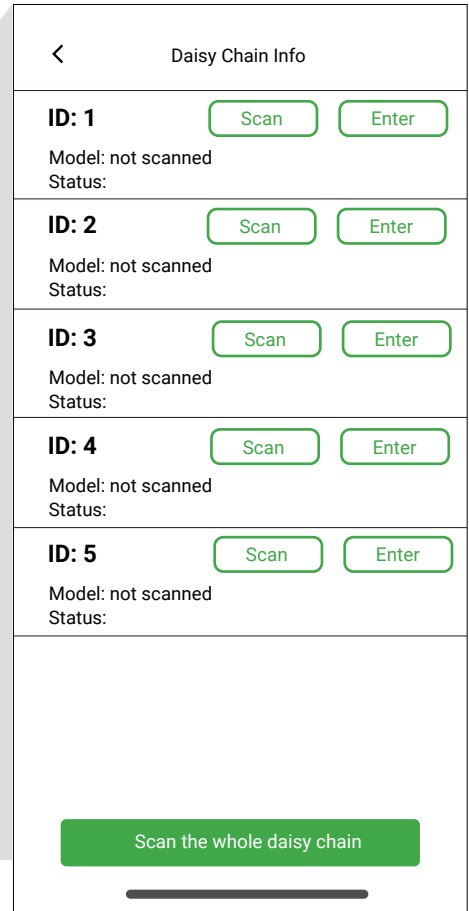 Daisy Chain Info
ID: 1 Scan Enter
Model: not scanned
Status:
ID: 2 Scan Enter
Model: not scanned
Status:
ID: 3 Scan Enter
Model: not scanned
Status:
ID: 4 Scan Enter
Model: not scanned
Status:
ID: 5 Scan Enter
Model: not scanned
Status:
Scan the whole daisy chain